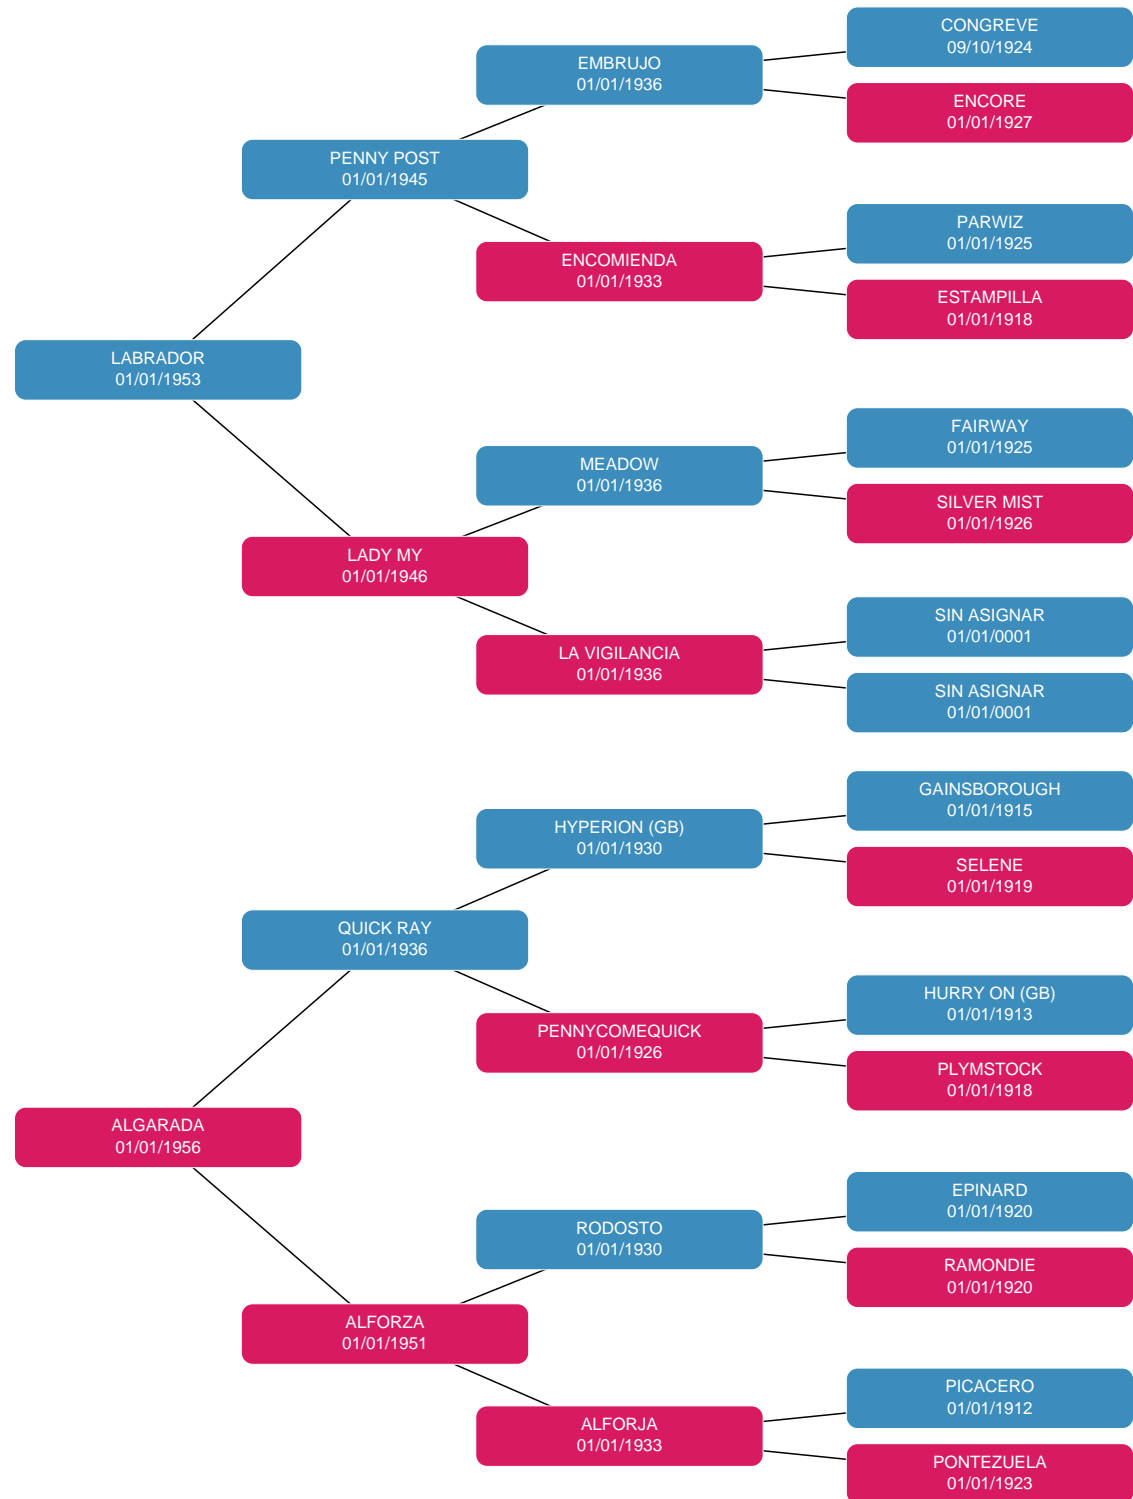 CONGREVE
09/10/1924
EMBRUJO
01/01/1936
ENCORE
01/01/1927
PENNY POST
01/01/1945
PARWIZ
01/01/1925
ENCOMIENDA
01/01/1933
ESTAMPILLA
01/01/1918
LABRADOR
01/01/1953
FAIRWAY
01/01/1925
MEADOW
01/01/1936
SILVER MIST
01/01/1926
LADY MY
01/01/1946
SIN ASIGNAR
01/01/0001
LA VIGILANCIA
01/01/1936
SIN ASIGNAR
01/01/0001
GAINSBOROUGH
01/01/1915
HYPERION (GB)
01/01/1930
SELENE
01/01/1919
QUICK RAY
01/01/1936
HURRY ON (GB)
01/01/1913
PENNYCOMEQUICK
01/01/1926
PLYMSTOCK
01/01/1918
ALGARADA
01/01/1956
EPINARD
01/01/1920
RODOSTO
01/01/1930
RAMONDIE
01/01/1920
ALFORZA
01/01/1951
PICACERO
01/01/1912
ALFORJA
01/01/1933
PONTEZUELA
01/01/1923